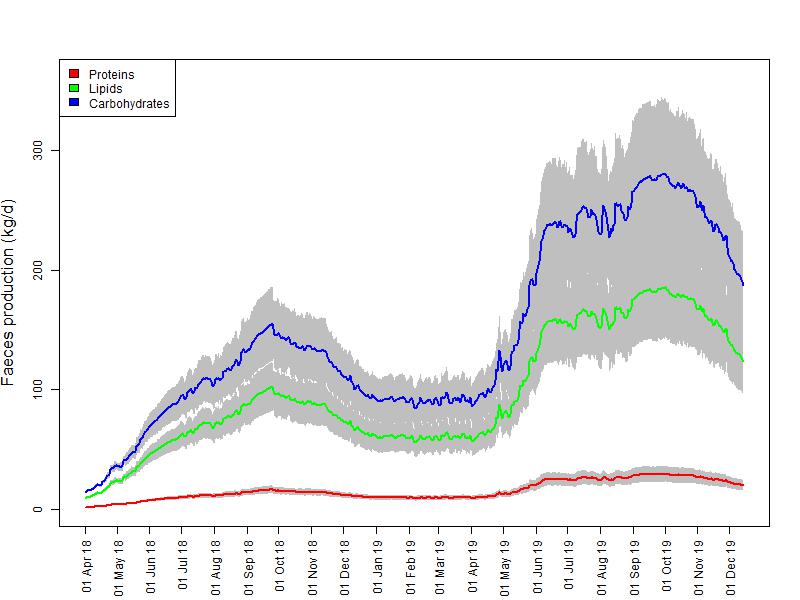 Proteins
Lipids
Carbohydrates
Faeces production (kg/d)
300
200
100
0
01 Apr 18
01 May 18
01 Jun 18
01 Jul 18
01 Aug 18
01 Sep 18
01 Oct 18
01 Nov 18
01 Dec 18
01 Jan 19
01 Feb 19
01 Mar 19
01 Apr 19
01 May 19
01 Jun 19
01 Jul 19
01 Aug 19
01 Sep 19
01 Oct 19
01 Nov 19
01 Dec 19